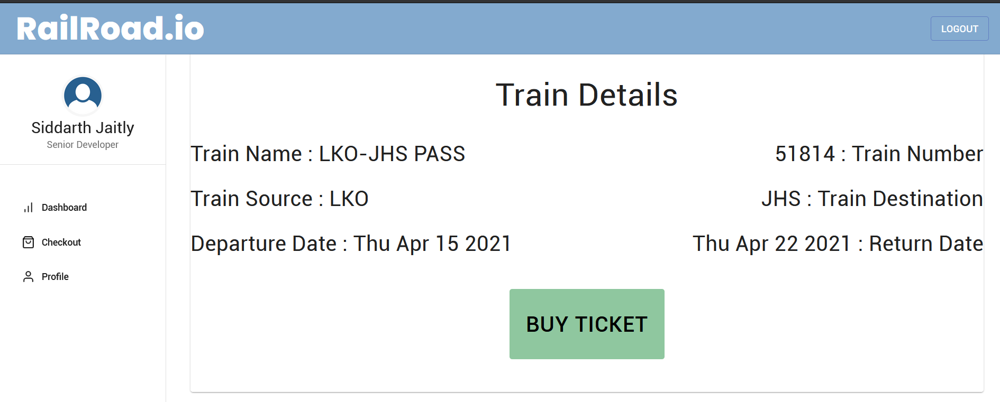 RailRoad.io
LOGOUT
Siddarth Jaitly
Senior Developer
Dashboard
Checkout
Profile
Train Details
Train Name : LKO-JHS PASS
51814 : Train Number
Train Source : LKO
JHS : Train Destination
Departure Date : Thu Apr 15 2021
Thu Apr 22 2021 : Return Date
BUY TICKET